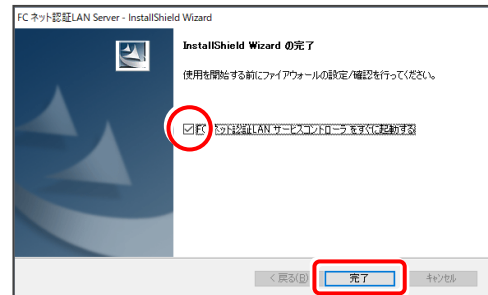 FC ネット認証LAN Server - InstallShield Wizard
InstallShield Wizard の完了
使用を開始する前にファイアウォールの設定/確認を行ってください。
FC ネット認証LAN サービスコントローラ をすぐに起動する
< 戻る(B)
完了
キャンセル